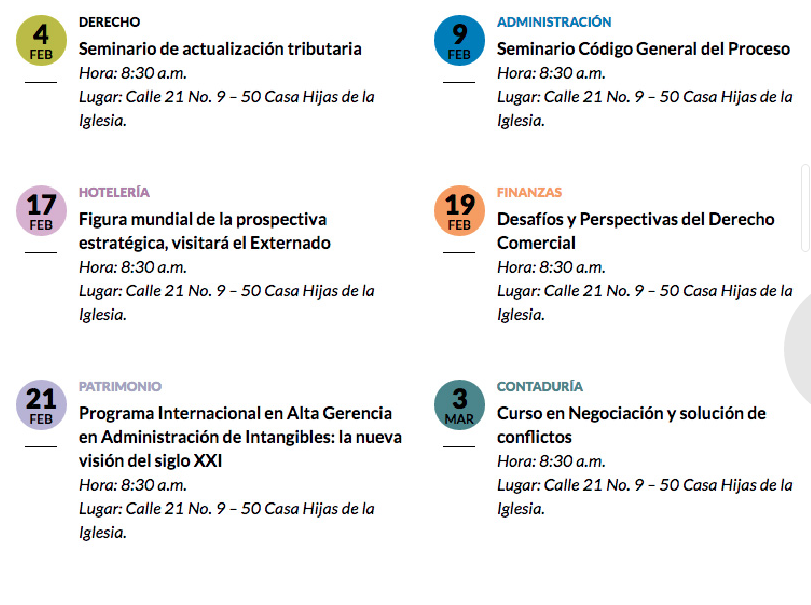 4
FEB
DERECHO
Seminario de actualización tributaria
Hora: 8:30 a.m.
Lugar: Calle 21 No. 9 – 50 Casa Hijas de la
Iglesia.
9
FEB
ADMINISTRACIÓN
Seminario Código General del Proceso
Hora: 8:30 a.m.
Lugar: Calle 21 No. 9 – 50 Casa Hijas de la
Iglesia.
17
FEB
HOTELERÍA
Figura mundial de la prospectiva
estratégica, visitará el Externado
Hora: 8:30 a.m.
Lugar: Calle 21 No. 9 – 50 Casa Hijas de la
Iglesia.
19
FEB
FINANZAS
Desafíos y Perspectivas del Derecho
Comercial
Hora: 8:30 a.m.
Lugar: Calle 21 No. 9 – 50 Casa Hijas de la
Iglesia.
21
FEB
PATRIMONIO
Programa Internacional en Alta Gerencia
en Administración de Intangibles: la nueva
visión del siglo XXI
Hora: 8:30 a.m.
Lugar: Calle 21 No. 9 – 50 Casa Hijas de la
Iglesia.
3
MAR
CONTADURÍA
Curso en Negociación y solución de
conflictos
Hora: 8:30 a.m.
Lugar: Calle 21 No. 9 – 50 Casa Hijas de la
Iglesia.